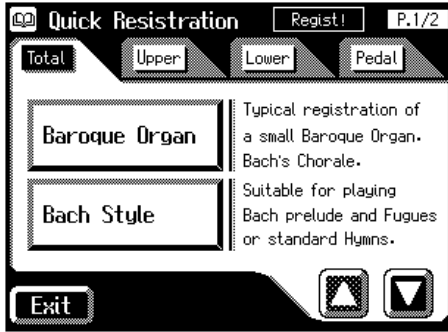 Quick Resistration Regist! P.1/2
Total Upper Lower Pedal
Baroque Organ
Typical registration of
a small Baroque Organ.
Bach's Chorale.
Bach Style
Suitable for playing
Bach prelude and Fugues
or standard Hymns.
Exit